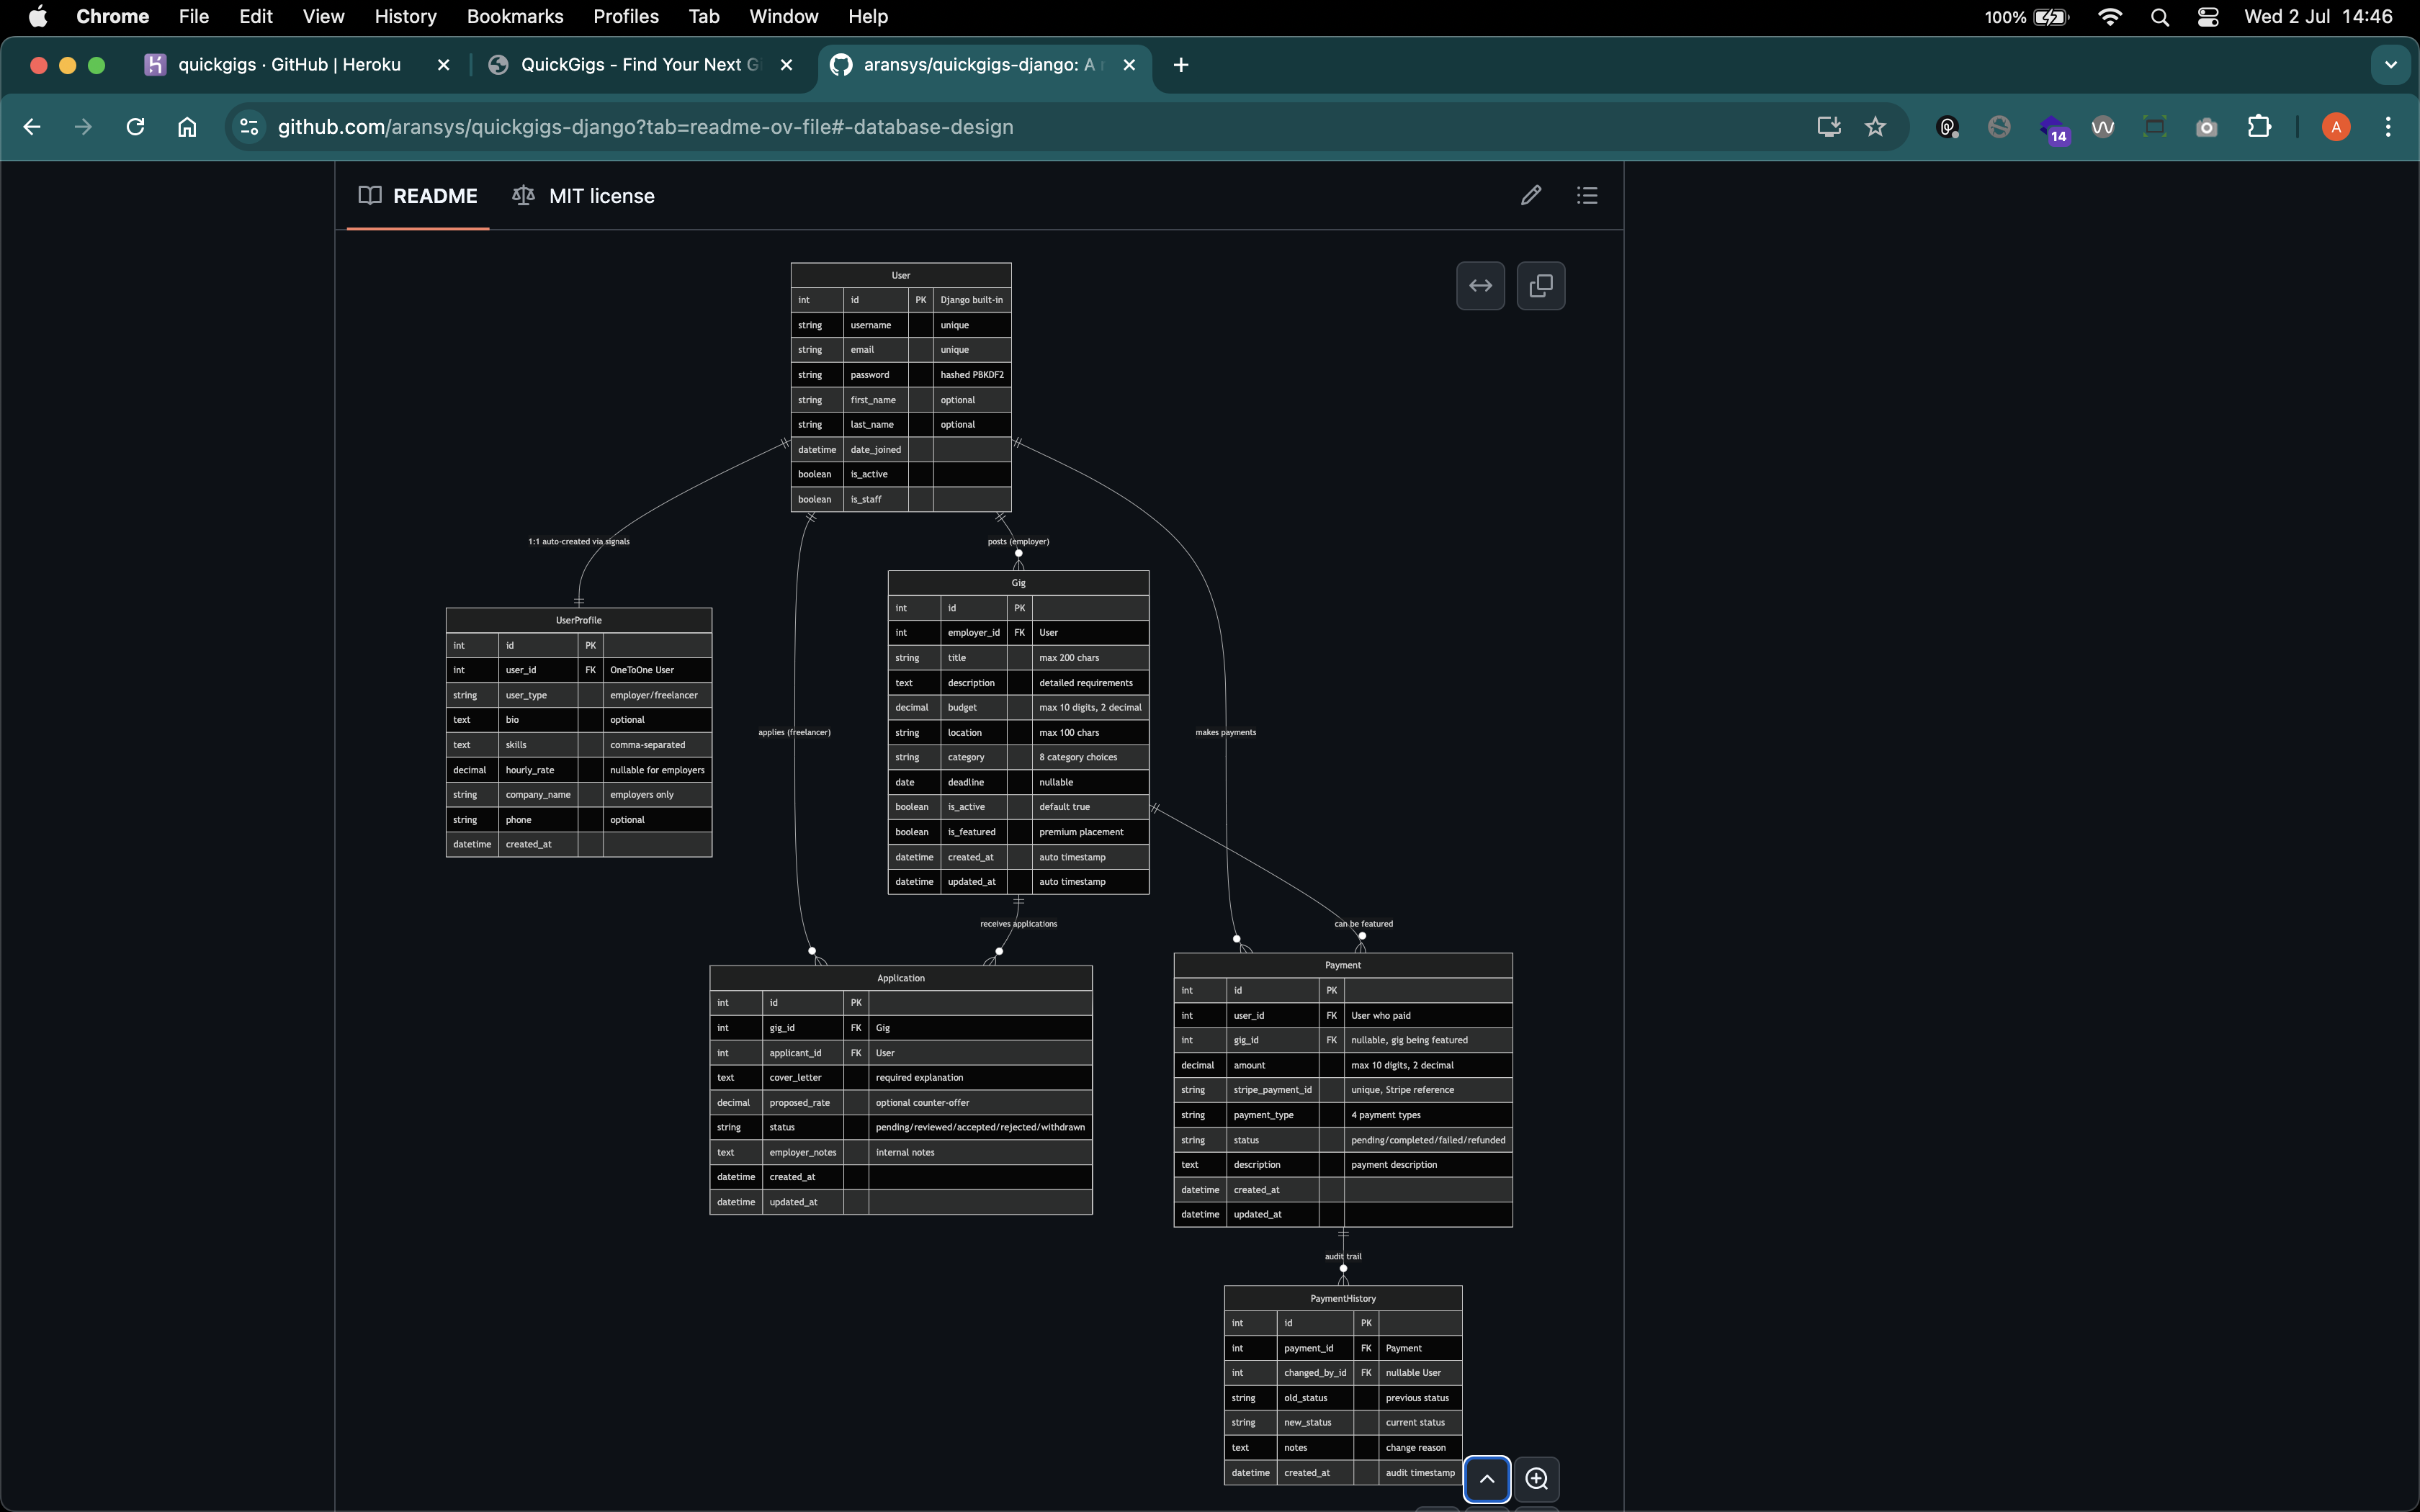 Chrome File Edit View History Bookmarks Profiles Tab Window Help 100% Wed 2 Jul 14:46
quickgigs · GitHub | Heroku QuickGigs - Find Your Next G aransys/quickgigs-django: A
github.com/aransys/quickgigs-django?tab=readme-ov-file#-database-design 14 A
README MIT license
User
int id PK Django built-in
string username unique
string email unique
string password hashed PBKDF2
string first_name optional
string last_name optional
datetime date_joined
boolean is_active
boolean is_staff
1:1 auto-created via signals
posts (employer)
UserProfile
int id PK
int user_id FK OneToOne User
string user_type employer/freelancer
text bio optional
text skills comma-separated
decimal hourly_rate nullable for employers
string company_name employers only
string phone optional
datetime created_at
applies (freelancer)
Gig
int id PK
int employer_id FK User
string title max 200 chars
text description detailed requirements
decimal budget max 10 digits, 2 decimal
string location max 100 chars
string category 8 category choices
date deadline nullable
boolean is_active default true
boolean is_featured premium placement
datetime created_at auto timestamp
datetime updated_at auto timestamp
makes payments
receives applications
can be featured
Application
int id PK
int gig_id FK Gig
int applicant_id FK User
text cover_letter required explanation
decimal proposed_rate optional counter-offer
string status pending/reviewed/accepted/rejected/withdrawn
text employer_notes internal notes
datetime created_at
datetime updated_at
Payment
int id PK
int user_id FK User who paid
int gig_id FK nullable, gig being featured
decimal amount max 10 digits, 2 decimal
string stripe_payment_id unique, Stripe reference
string payment_type 4 payment types
string status pending/completed/failed/refunded
text description payment description
datetime created_at
datetime updated_at
audit trail
PaymentHistory
int id PK
int payment_id FK Payment
int changed_by_id FK nullable User
string old_status previous status
string new_status current status
text notes change reason
datetime created_at audit timestamp